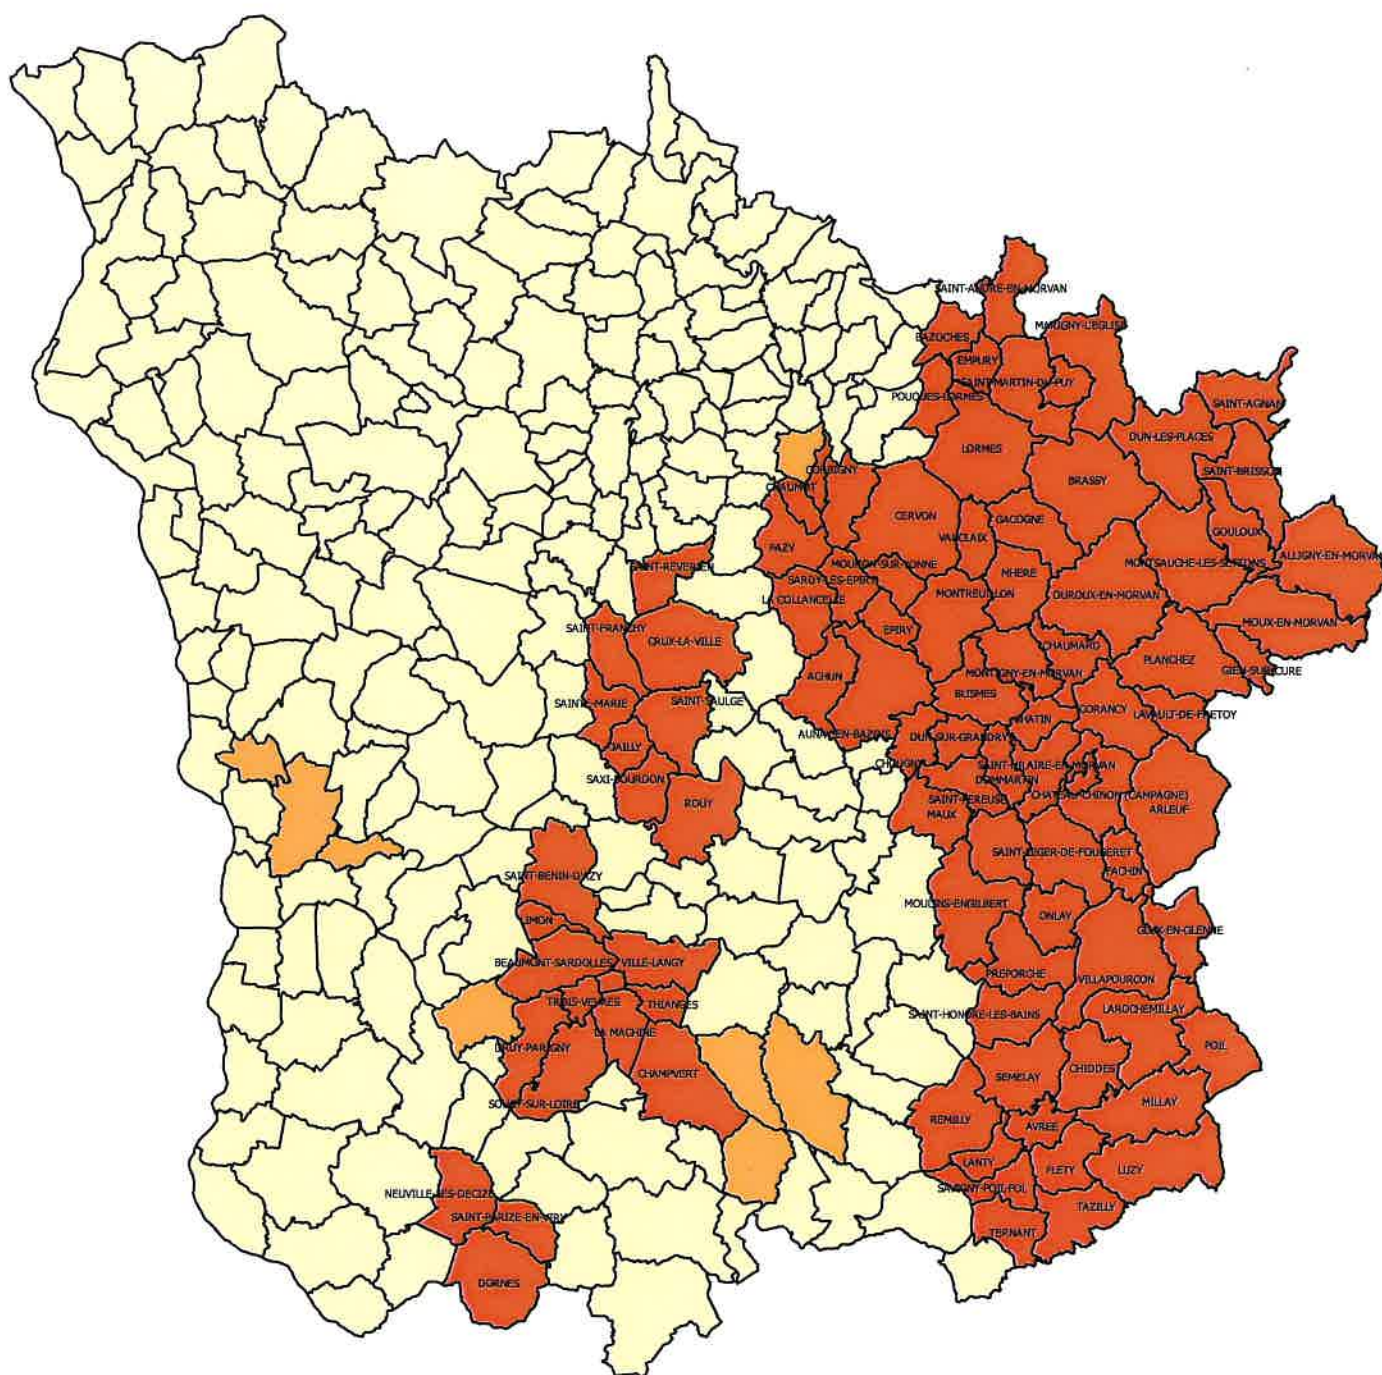 SAINT-ANDRE-EN-MORVAN
MARIGNY-L'EGLISE
BAZOCHES
EMPURY
SAINT-MARTIN-DU-PUY
POUQUES-LORMES
SAINT-AGNAN
DUN-LES-PLACES
LORMES
CORBIGNY
SAINT-BRISSON
BRASSY
CHAUMOT
CERVON
GACOGNE
GOULOUX
VAUCLAIX
PAZY
ALLIGNY-EN-MORVAN
MOURON-SUR-YONNE
MONTSAUCHE-LES-SETTONS
SAINT-REVERIEN
MHERE
SARDY-LES-EPIRY
MONTREUILLON
OUROUX-EN-MORVAN
LA COLLANCELLE
MOUX-EN-MORVAN
SAINT-FRANCHY
EPIRY
CRUX-LA-VILLE
CHAUMARD
PLANCHEZ
GIEN-SUR-CURE
MONTIGNY-EN-MORVAN
ACHUN
BLISMES
SAINT-SAULGE
SAINTE-MARIE
CORANCY
LAVAULT-DE-FRETOY
CHATIN
AUNAY-EN-BAZOIS
DUN-SUR-GRANDRY
JAILLY
CHOUGNY
SAINT-HILAIRE-EN-MORVAN
SAXI-BOURDON
DOMMARTIN
CHATEAU-CHINON (CAMPAGNE)
SAINT-PEREUSE
ROUY
ARLEUF
MAUX
SAINT-LEGER-DE-FOUGERET
FACHIN
SAINT-BENIN-D'AZY
MOULINS-ENGILBERT
LIMON
ONLAY
GLUX-EN-GLENNE
BEAUMONT-SARDOLLES
VILLE-LANGY
PREPORCHE
VILLAPOURCON
TROIS-VEVRES
THIANGES
LAROCHEMILLAY
SAINT-HONORE-LES-BAINS
LA MACHINE
DRUY-PARIGNY
POIL
CHAMPVERT
SEMELAY
CHIDDES
SOUGY-SUR-LOIRE
MILLAY
REMILLY
AVREE
LANTY
FLETY
LUZY
SAVIGNY-POIL-FOL
NEUVILLE-LES-DECIZE
TAZILLY
SAINT-PARIZE-EN-VIRY
TERNANT
DORNES